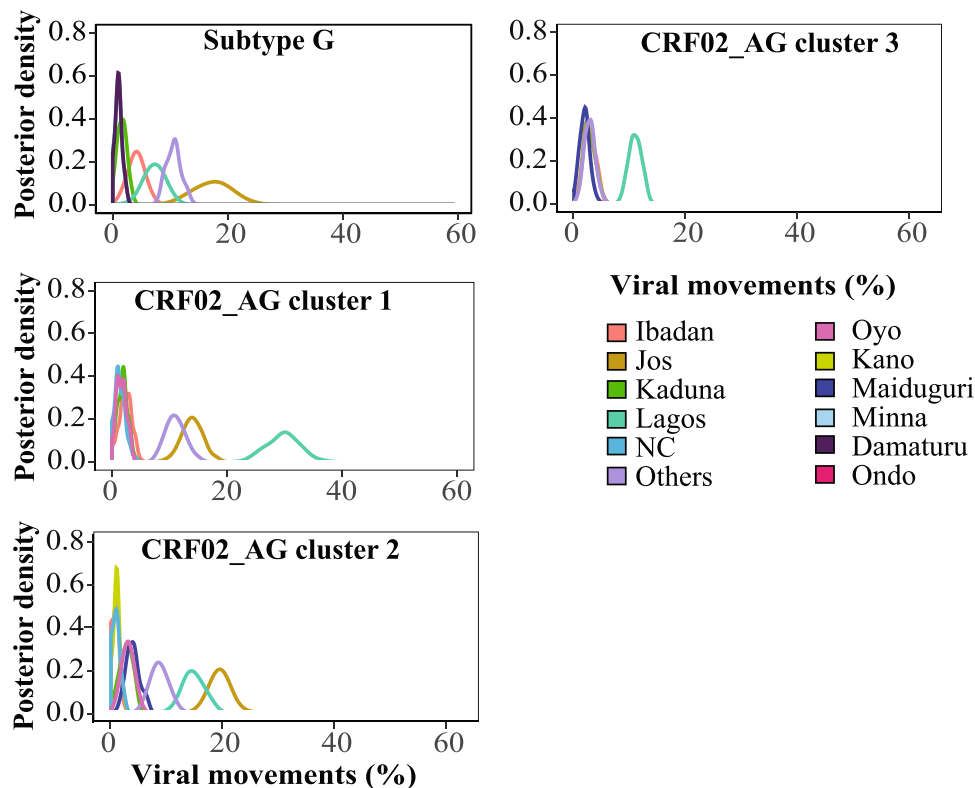 Subtype G
Posterior density
0.8
0.6
0.4
0.2
0.0
0 20 40 60
CRF02_AG cluster 3
0.8
0.6
0.4
0.2
0.0
0 20 40 60
Viral movements (%)
CRF02_AG cluster 1
Posterior density
0.8
0.6
0.4
0.2
0.0
0 20 40 60
Ibadan
Jos
Kaduna
Lagos
NC
Others
Oyo
Kano
Maiduguri
Minna
Damaturu
Ondo
CRF02_AG cluster 2
Posterior density
0.8
0.6
0.4
0.2
0.0
0 20 40 60
Viral movements (%)